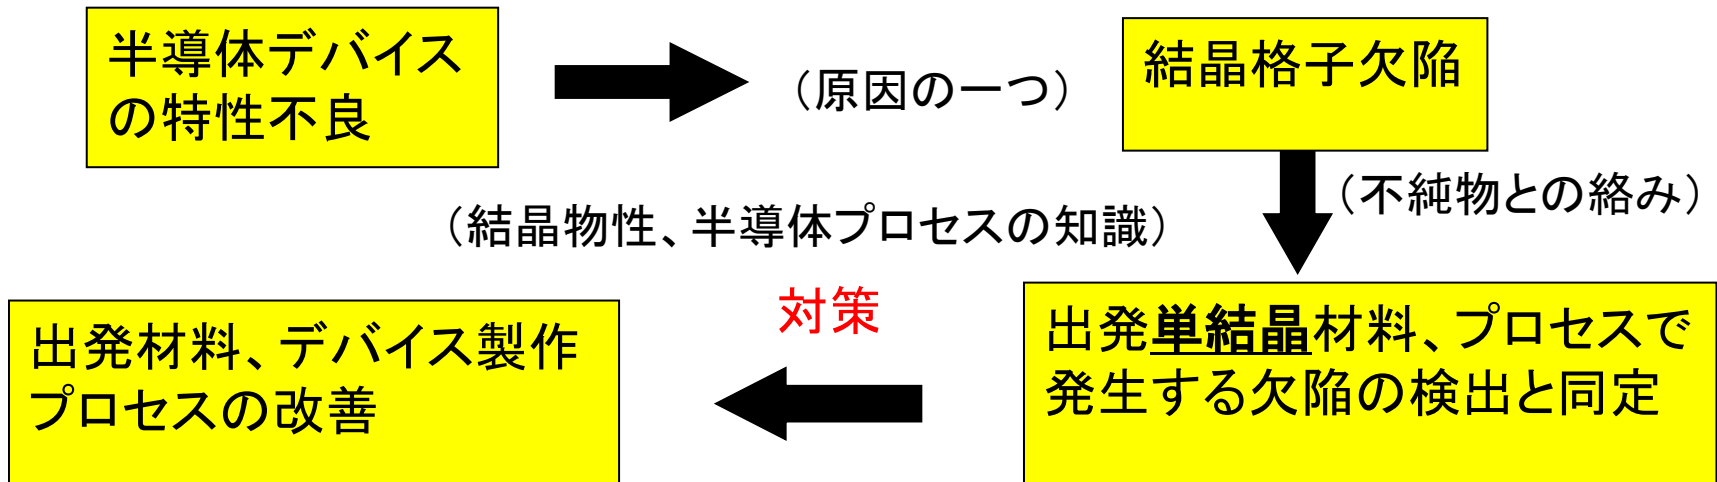 半導体デバイス
の特性不良
（原因の一つ）
結晶格子欠陥
（不純物との絡み）
（結晶物性、半導体プロセスの知識）
対策
出発単結晶材料、プロセスで
発生する欠陥の検出と同定
出発材料、デバイス製作
プロセスの改善